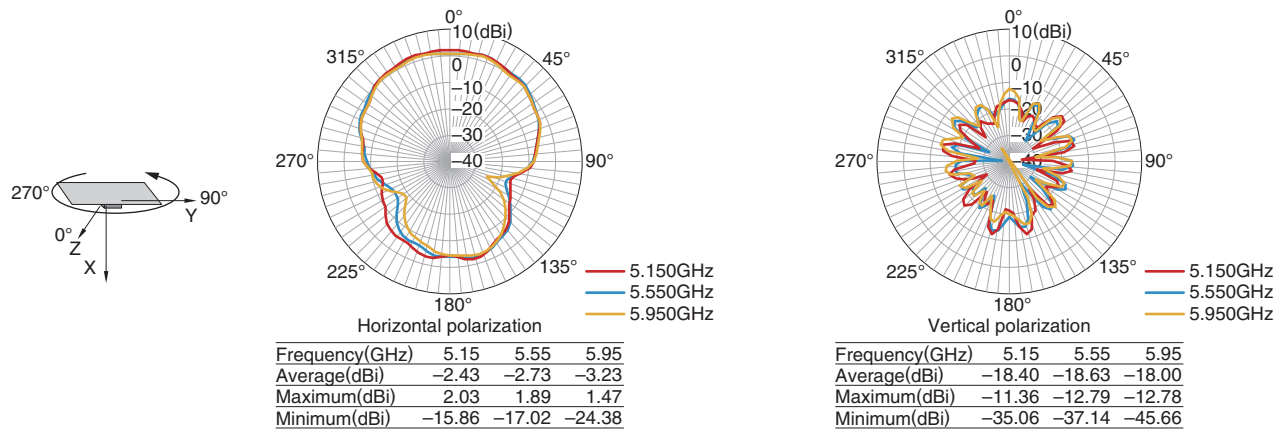 270°
90°
Y
0°
Z
X
0°
10(dBi)
315°
45°
0
–10
–20
–30
270°
–40
90°
225°
135°
180°
5.150GHz
5.550GHz
5.950GHz
Horizontal polarization
Frequency(GHz) 5.15 5.55 5.95
Average(dBi) –2.43 –2.73 –3.23
Maximum(dBi) 2.03 1.89 1.47
Minimum(dBi) –15.86 –17.02 –24.38
0°
10(dBi)
315°
45°
0
–10
–20
–30
270°
–40
90°
225°
135°
180°
5.150GHz
5.550GHz
5.950GHz
Vertical polarization
Frequency(GHz) 5.15 5.55 5.95
Average(dBi) –18.40 –18.63 –18.00
Maximum(dBi) –11.36 –12.79 –12.78
Minimum(dBi) –35.06 –37.14 –45.66